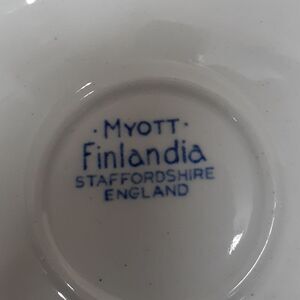 · MYOTT ·
Finlandia
STAFFORDSHIRE
ENGLAND